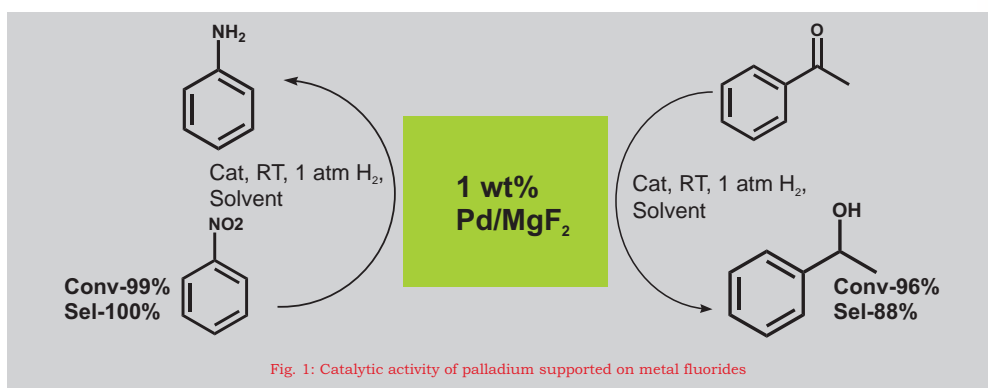 NH₂
Cat, RT, 1 atm H₂,
Solvent
NO2
Conv-99%
Sel-100%
1 wt%
Pd/MgF₂
O
Cat, RT, 1 atm H₂,
Solvent
OH
Conv-96%
Sel-88%
Fig. 1: Catalytic activity of palladium supported on metal fluorides